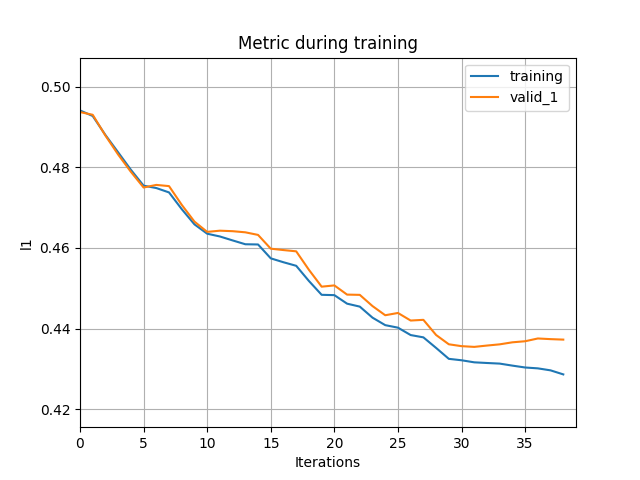 Metric during training
training
valid_1
0.50
0.48
0.46
0.44
0.42
l1
0 5 10 15 20 25 30 35
Iterations